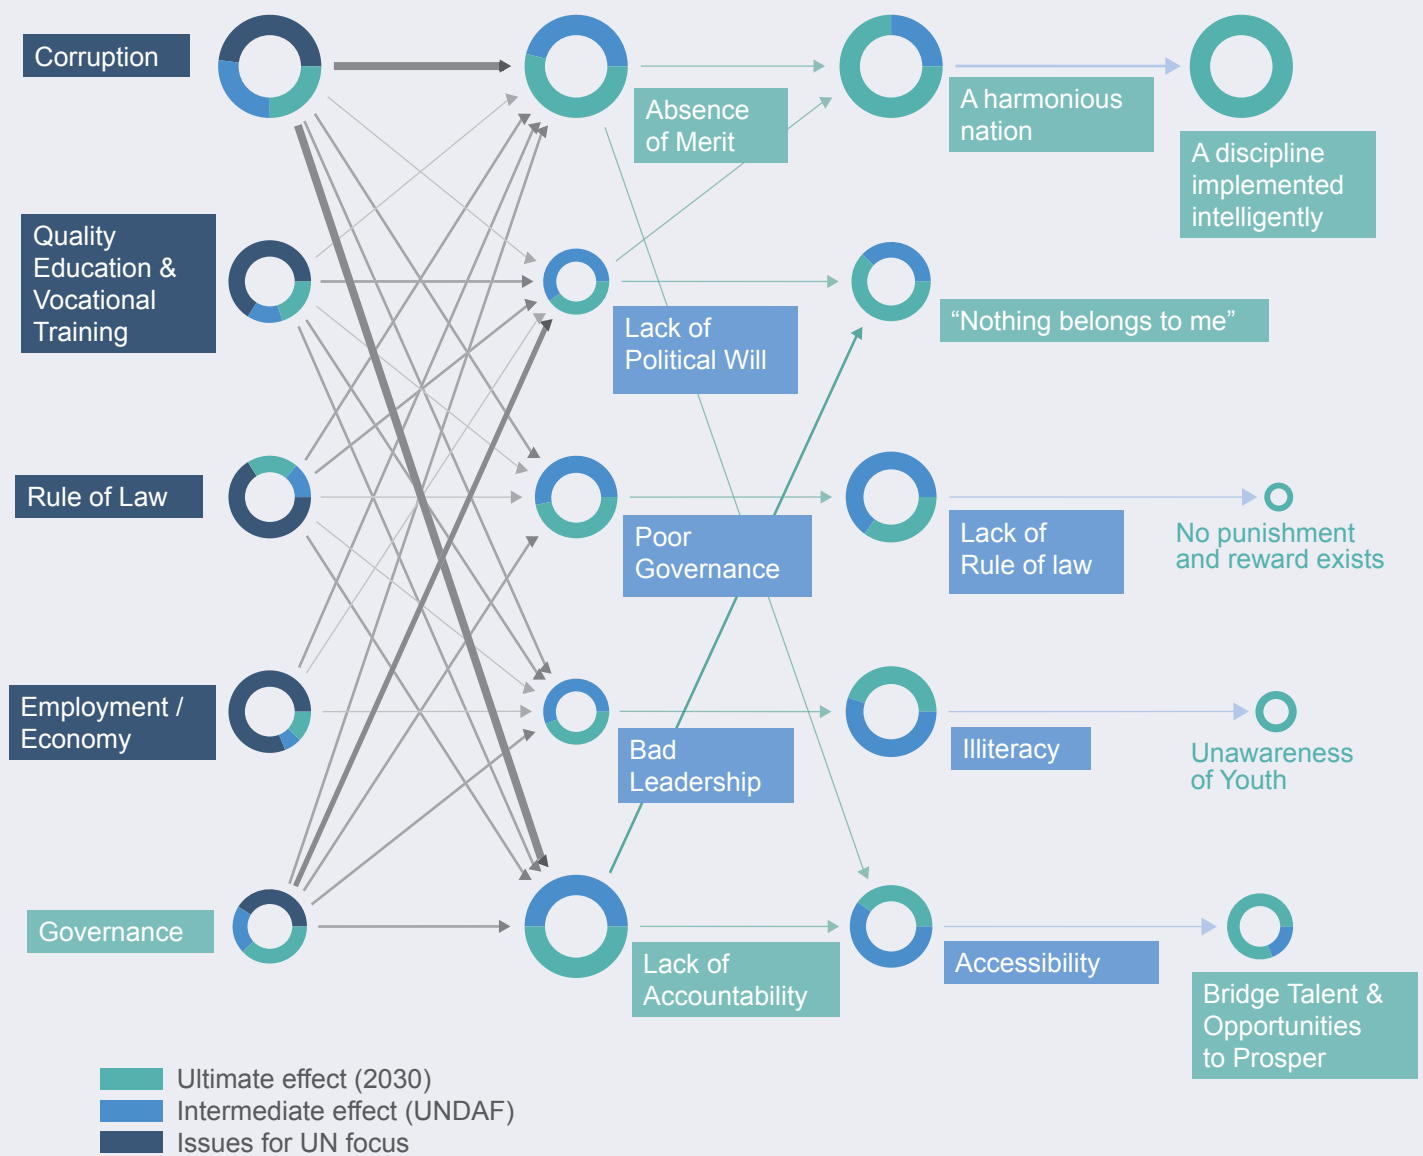 Corruption
Absence
of Merit
A harmonious
nation
A discipline
implemented
intelligently
Quality
Education &
Vocational
Training
Lack of
Political Will
“Nothing belongs to me”
Rule of Law
Poor
Governance
Lack of
Rule of law
No punishment
and reward exists
Employment /
Economy
Bad
Leadership
Illiteracy
Unawareness
of Youth
Governance
Lack of
Accountability
Accessibility
Bridge Talent &
Opportunities
to Prosper
Ultimate effect (2030)
Intermediate effect (UNDAF)
Issues for UN focus